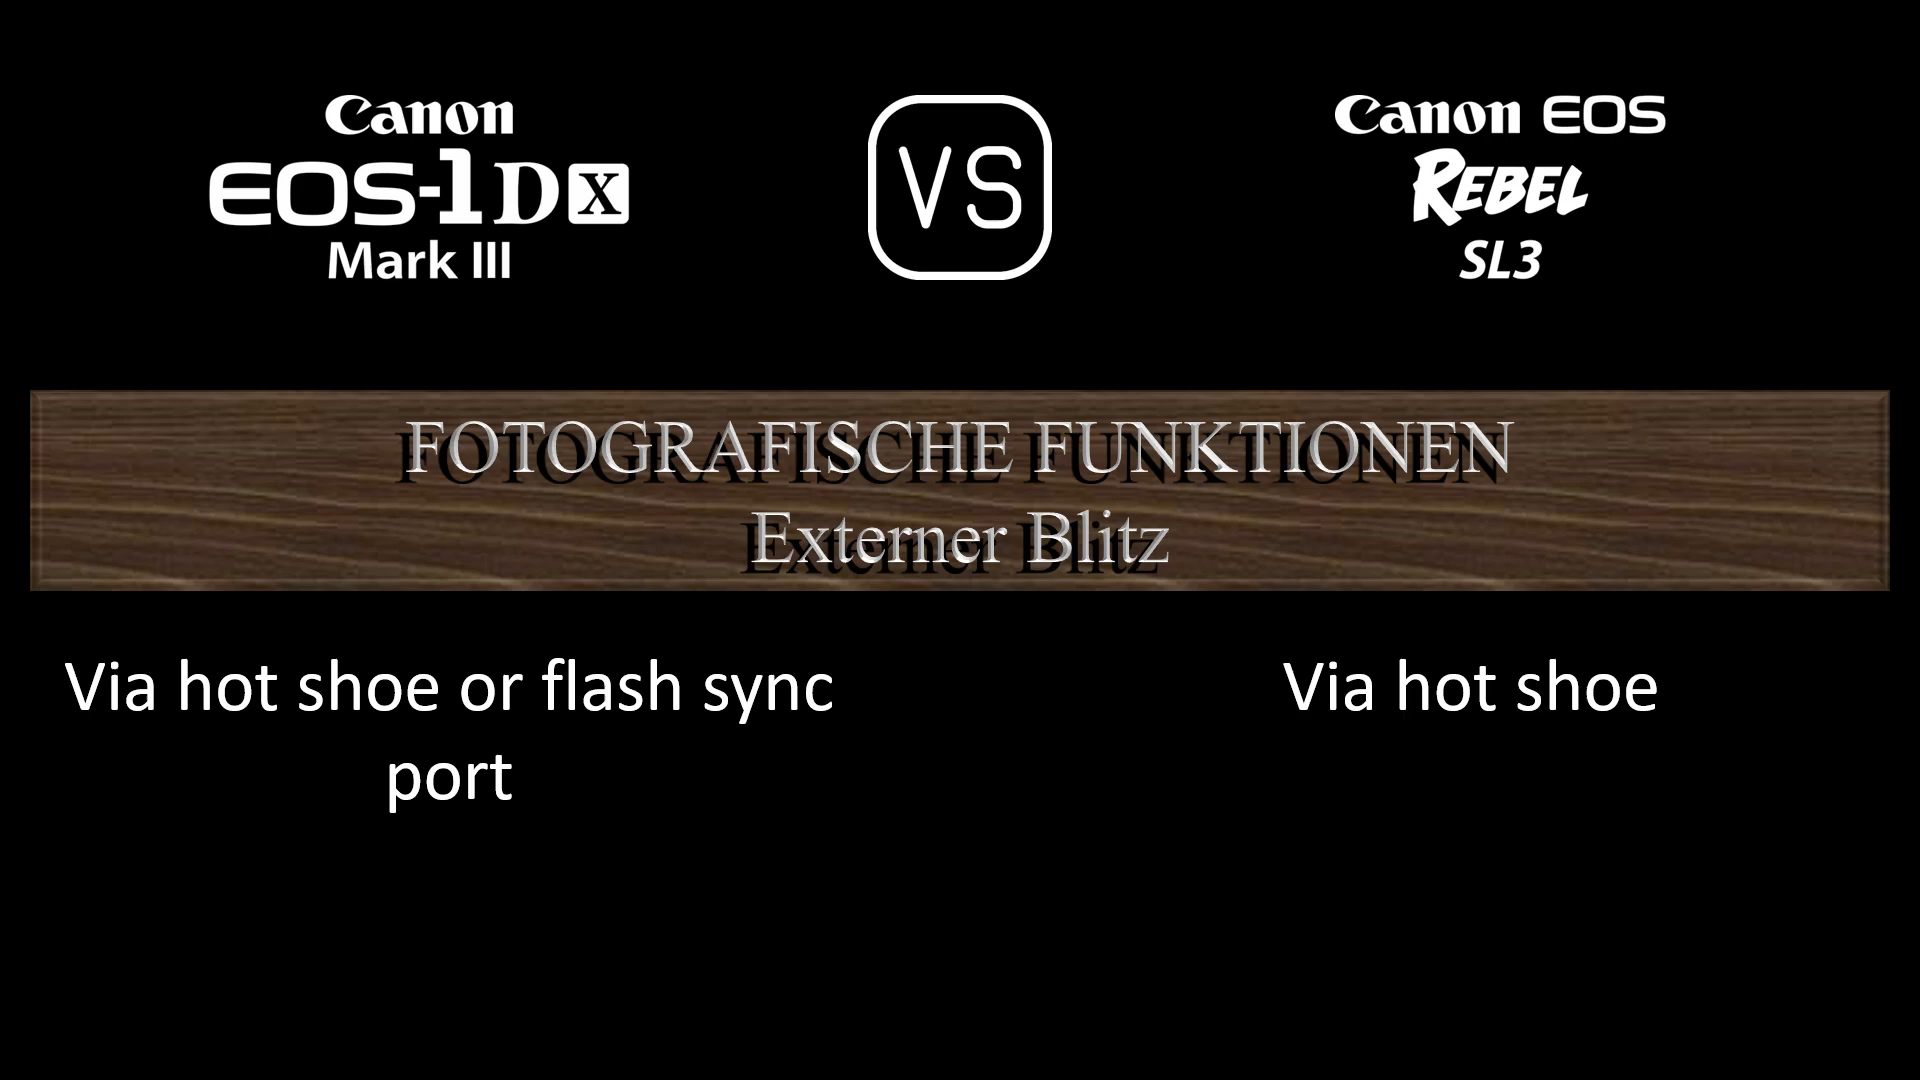 Canon
EOS-1DX
Mark III
VS
Canon EOS
REBEL
SL3
FOTOGRAFISCHE FUNKTIONEN
Externer Blitz
Via hot shoe or flash sync
port
Via hot shoe